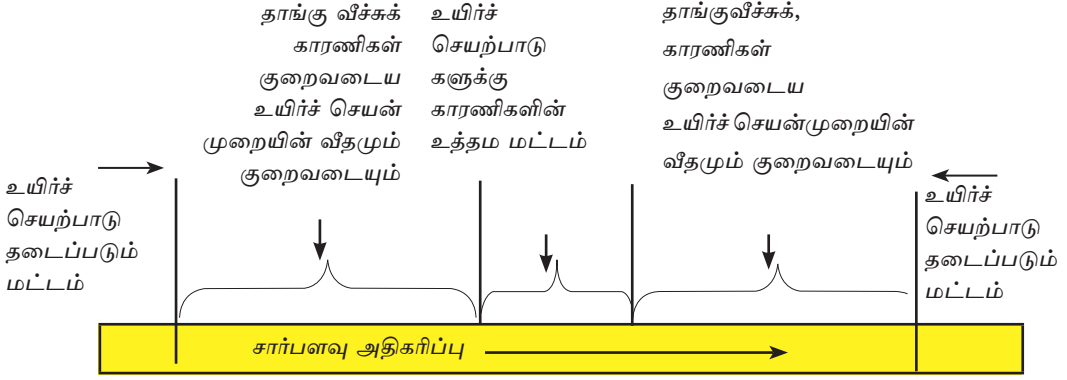 தாங்கு வீச்சுக்
காரணிகள்
குறைவடைய
உயிர்ச் செயன்
முறையின் வீதமும்
குறைவடையும்
உயிர்ச்
செயற்பாடு
களுக்கு
காரணிகளின்
உத்தம மட்டம்
தாங்குவீச்சுக்,
காரணிகள்
குறைவடைய
உயிர்ச் செயன்முறையின்
வீதமும் குறைவடையும்
உயிர்ச்
செயற்பாடு
தடைப்படும்
மட்டம்
உயிர்ச்
செயற்பாடு
தடைப்படும்
மட்டம்
சார்பளவு அதிகரிப்பு